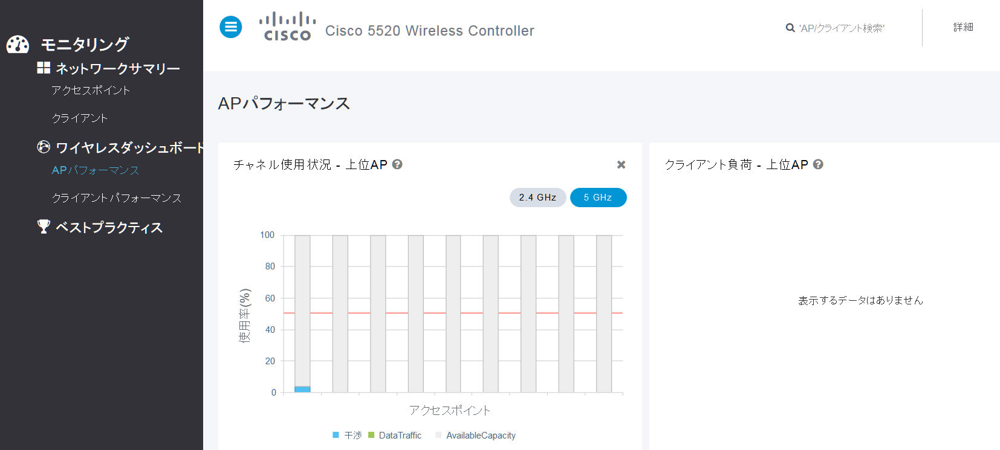 モニタリング
ネットワークサマリー
アクセスポイント
クライアント
ワイヤレスダッシュボード
APパフォーマンス
クライアントパフォーマンス
ベストプラクティス
CISCO
Cisco 5520 Wireless Controller
'AP/クライアント検索'
詳細
APパフォーマンス
チャネル使用状況 - 上位AP
2.4 GHz
5 GHz
100
80
60
40
20
0
使用率(%)
アクセスポイント
干渉
DataTraffic
AvailableCapacity
クライアント負荷 - 上位AP
表示するデータはありません